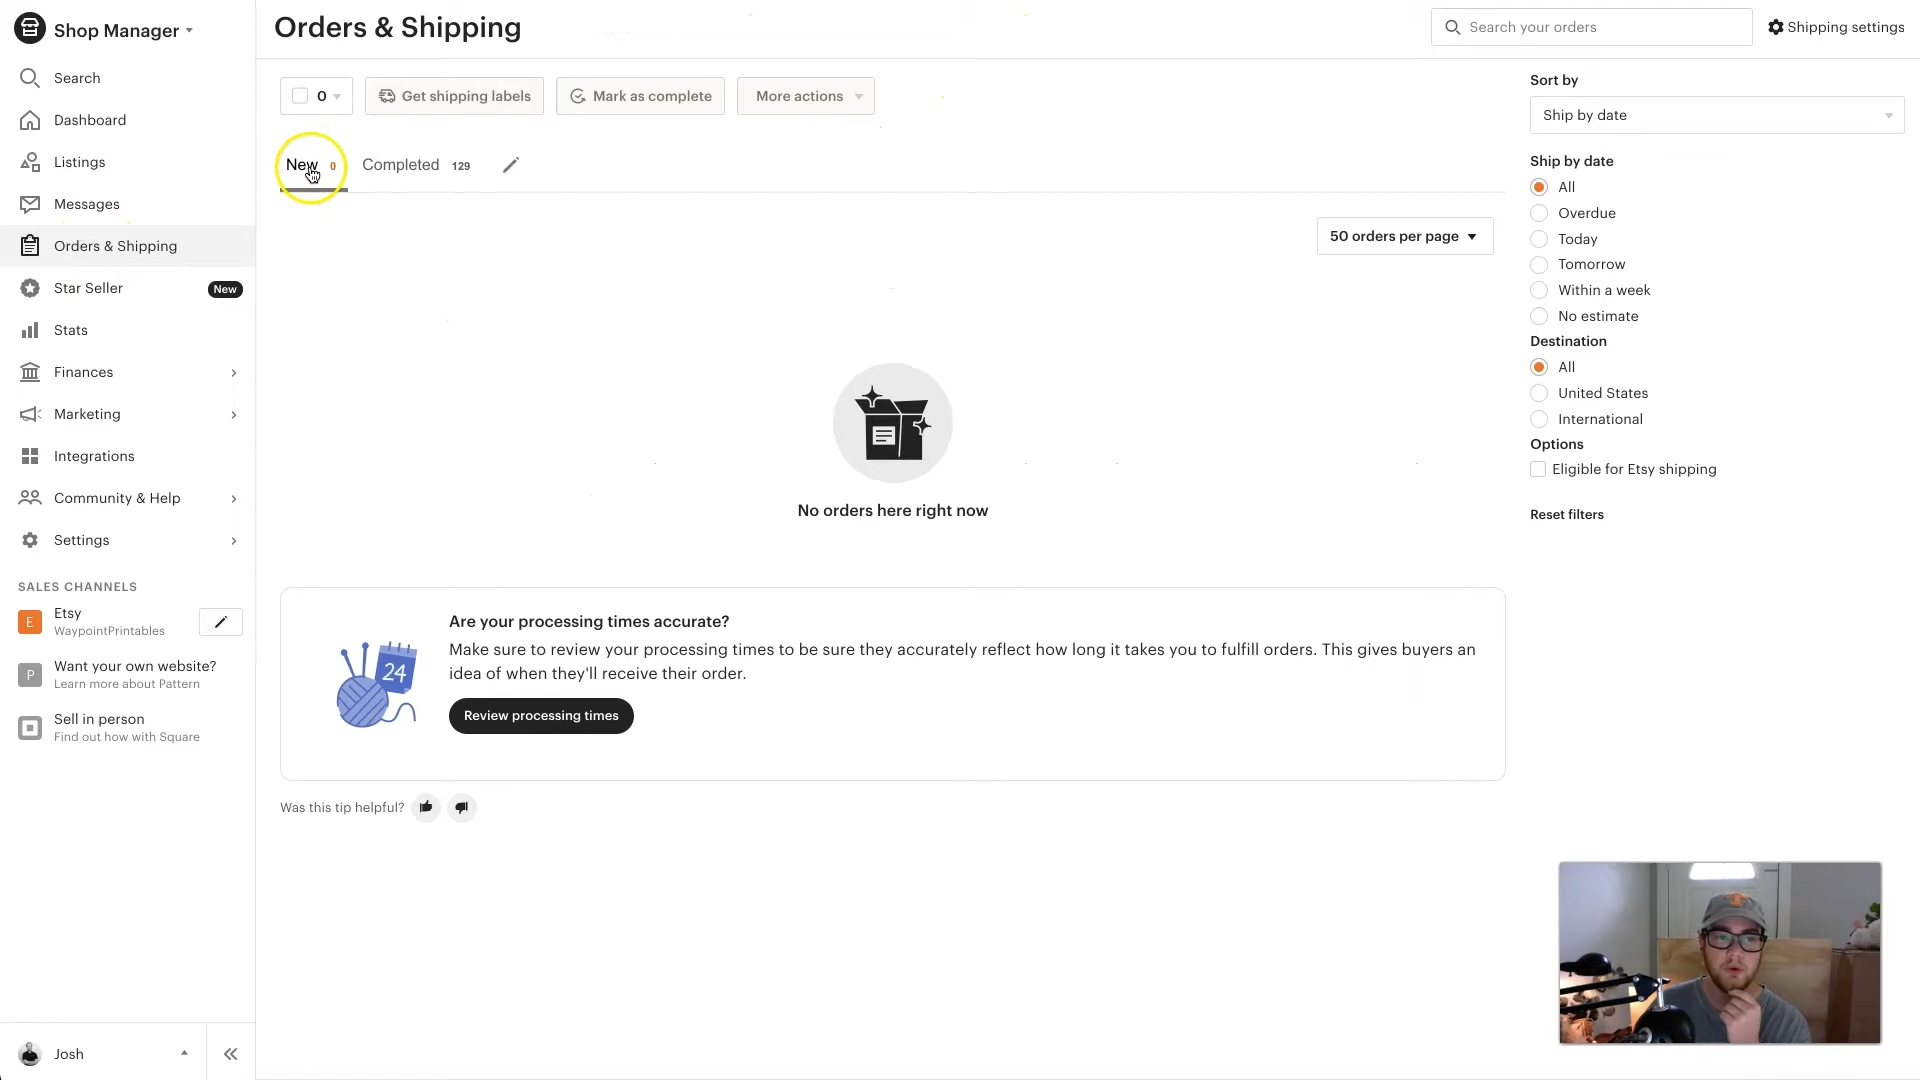 Shop Manager
Search
Dashboard
Listings
Messages
Orders & Shipping
Star Seller
New
Stats
Finances
Marketing
Integrations
Community & Help
Settings
SALES CHANNELS
E
Etsy
WaypointPrintables
P
Want your own website?
Learn more about Pattern
Sell in person
Find out how with Square
Josh
Orders & Shipping
Search your orders
Shipping settings
0
Get shipping labels
Mark as complete
More actions
New 0
Completed 129
50 orders per page
No orders here right now
24
Are your processing times accurate?
Make sure to review your processing times to be sure they accurately reflect how long it takes you to fulfill orders. This gives buyers an
idea of when they'll receive their order.
Review processing times
Was this tip helpful?
Sort by
Ship by date
Ship by date
All
Overdue
Today
Tomorrow
Within a week
No estimate
Destination
All
United States
International
Options
Eligible for Etsy shipping
Reset filters